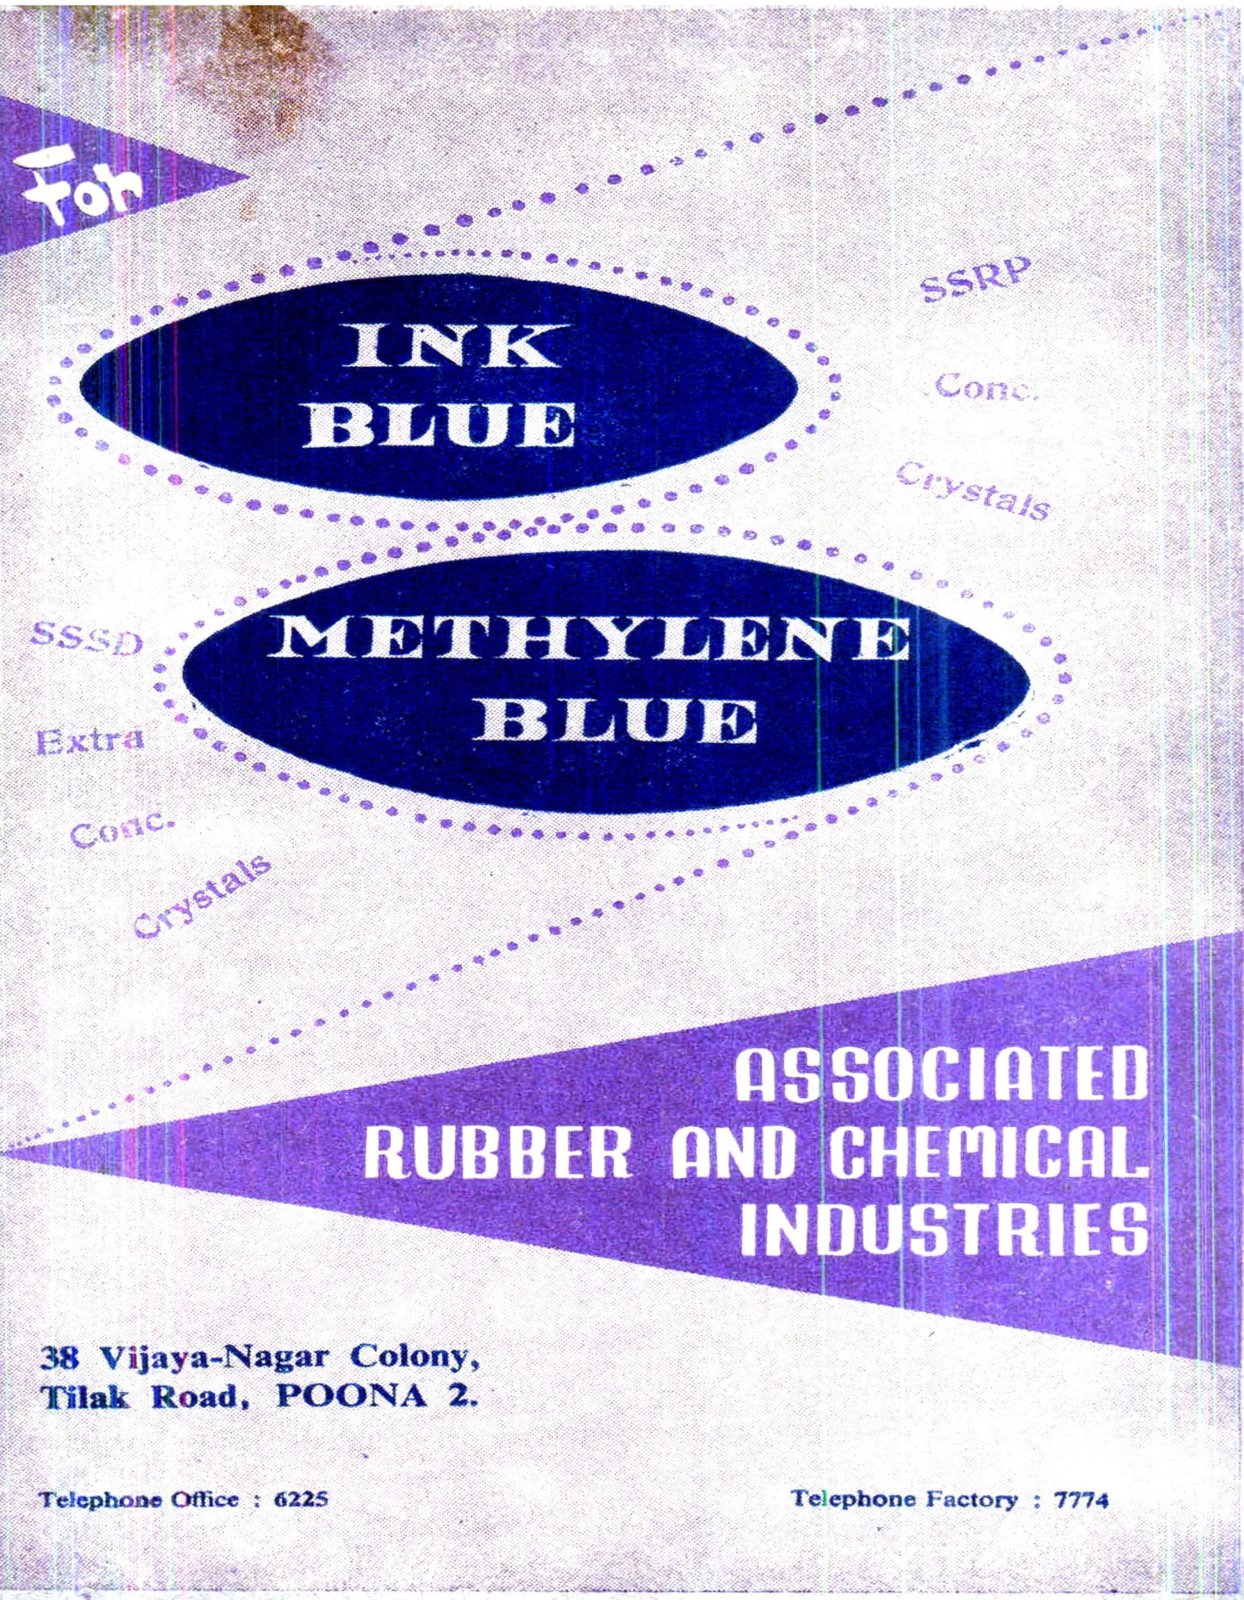 For
INK
BLUE
SSRP
Conc.
Crystals
METHYLENE
BLUE
SSSD
Extra
Conc.
Crystals
ASSOCIATED
RUBBER AND CHEMICAL
INDUSTRIES
38 Vijaya-Nagar Colony,
Tilak Road, POONA 2.
Telephone Office : 6225
Telephone Factory : 7774